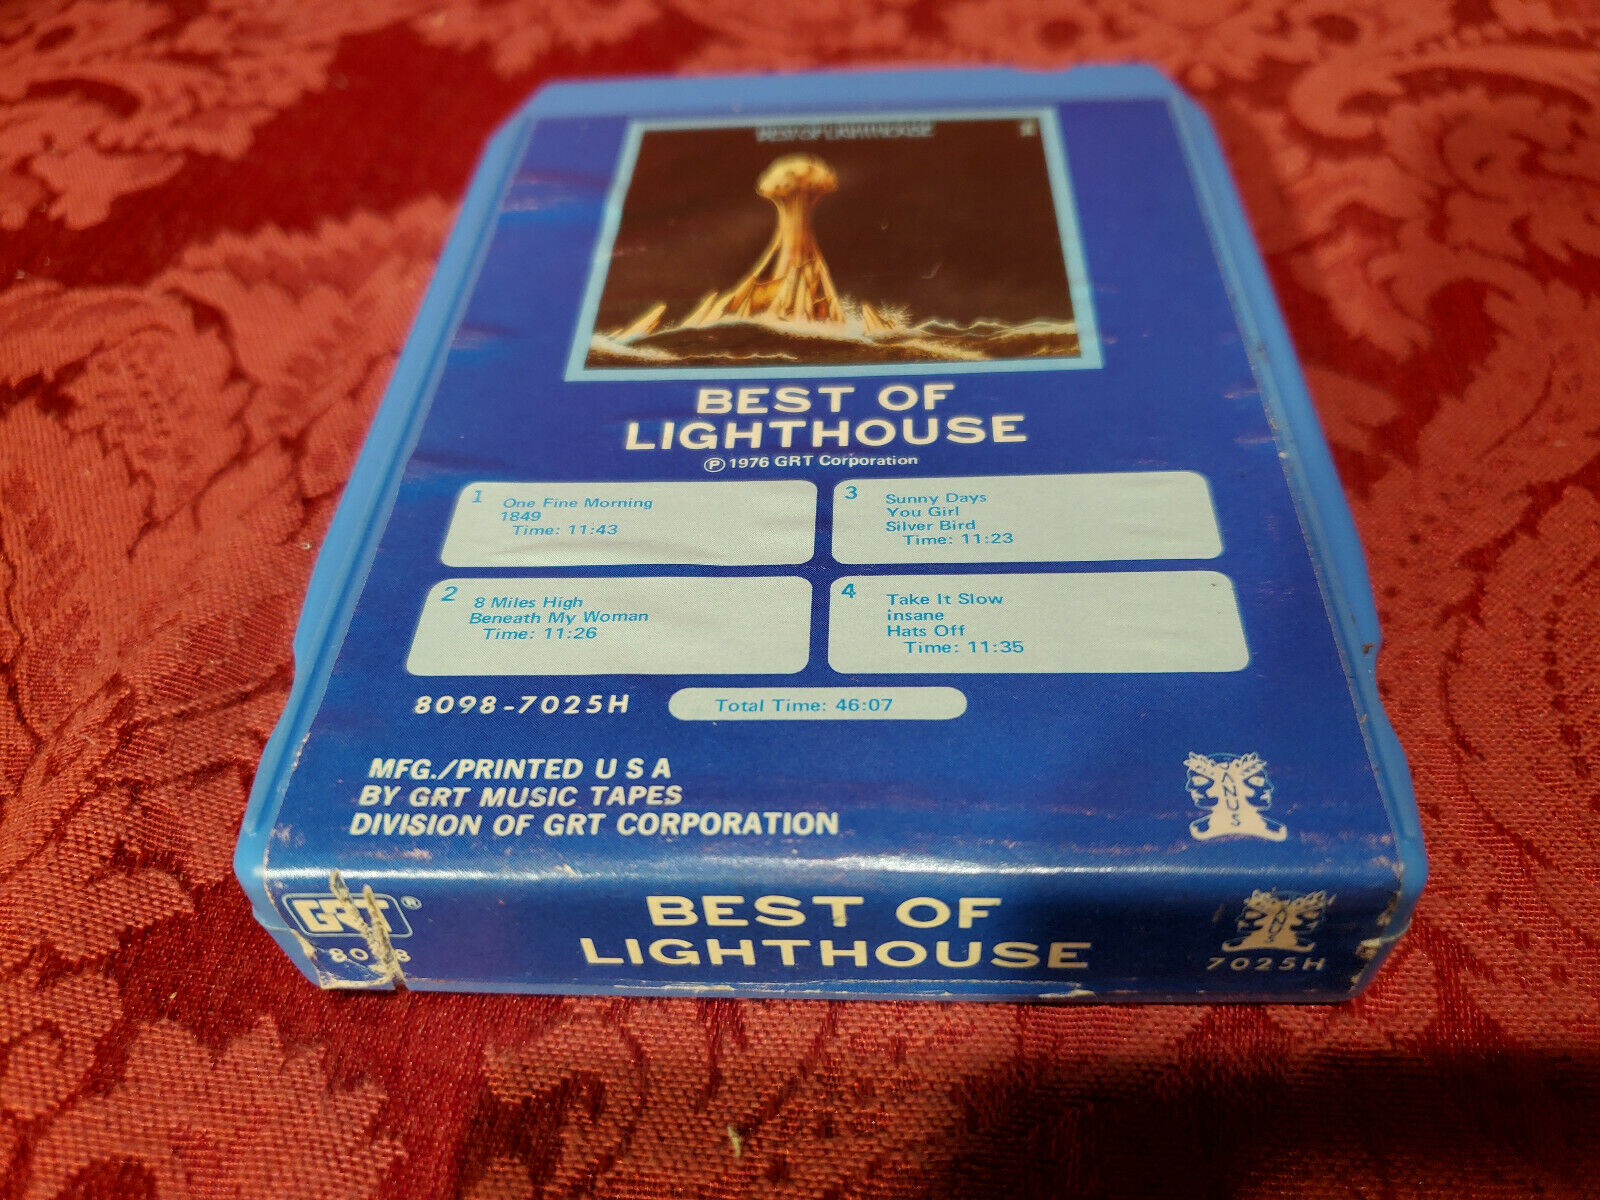 BEST OF LIGHTHOUSE
BEST OF
LIGHTHOUSE
Ⓟ 1976 GRT Corporation
1
One Fine Morning
1849
Time: 11:43
2
8 Miles High
Beneath My Woman
Time: 11:26
3
Sunny Days
You Girl
Silver Bird
Time: 11:23
4
Take It Slow
insane
Hats Off
Time: 11:35
8098-7025H
Total Time: 46:07
MFG./PRINTED U S A
BY GRT MUSIC TAPES
DIVISION OF GRT CORPORATION
JANUS
GRT®
8098
BEST OF
LIGHTHOUSE
JANUS
7025H